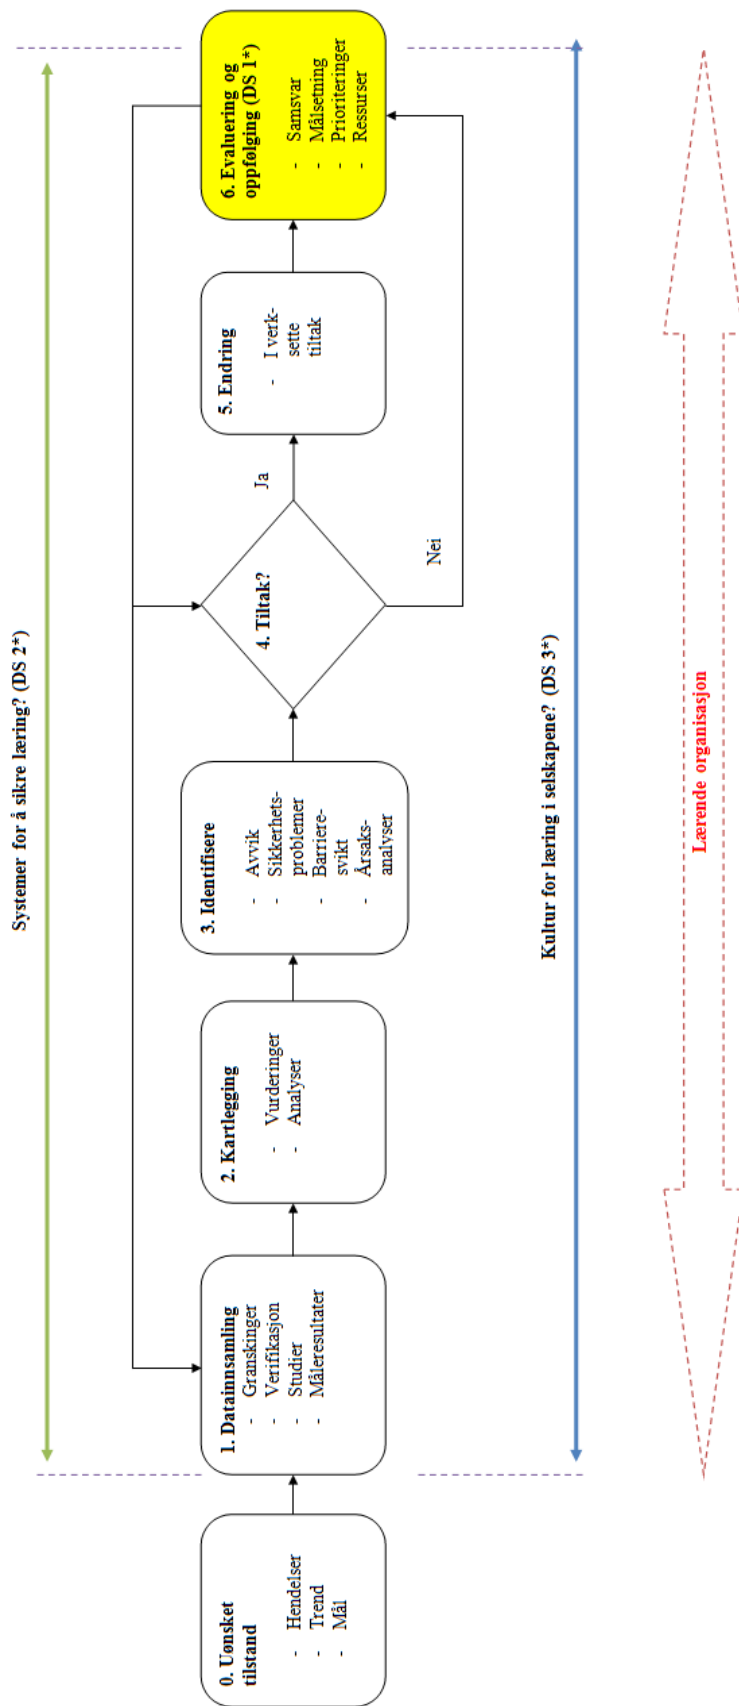 Systemer for å sikre læring? (DS 2*)
0. Uønsket
tilstand
- Hendelser
- Trend
- Mål
1. Datainnsamling
- Granskinger
- Verifikasjon
- Studier
- Måleresultater
2. Kartlegging
- Vurderinger
- Analyser
3. Identifisere
- Avvik
- Sikkerhets-
problemer
- Barriere-
svikt
- Årsaks-
analyser
4. Tiltak?
Ja
Nei
5. Endring
- I verk-
sette
tiltak
6. Evaluering og
oppfølging (DS 1*)
- Samsvar
- Målsetning
- Prioriteringer
- Ressurser
Kultur for læring i selskapene? (DS 3*)
Lærende organisasjon